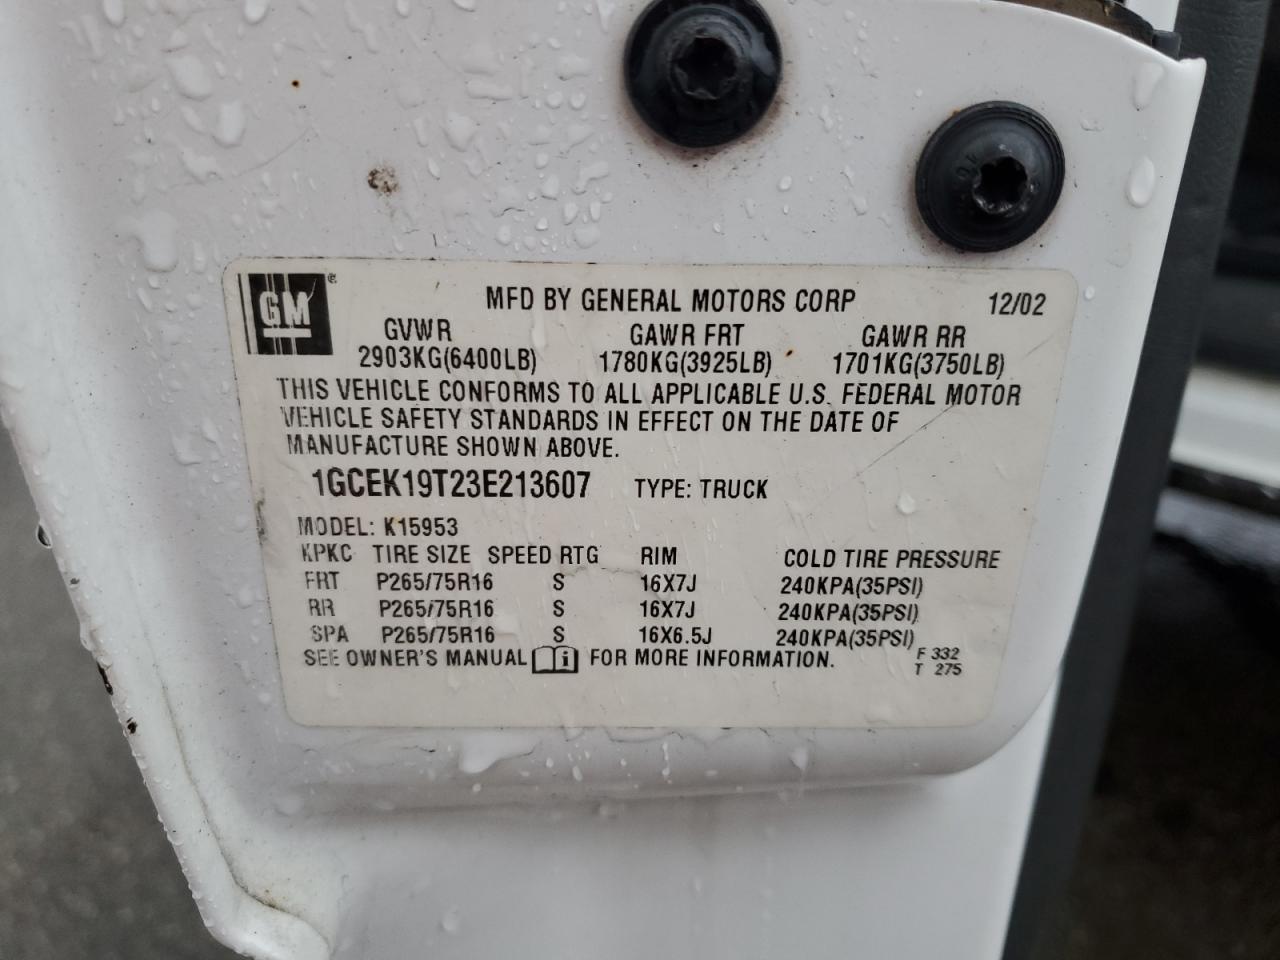 GM ®
MFD BY GENERAL MOTORS CORP 12/02
GVWR GAWR FRT GAWR RR
2903KG(6400LB) 1780KG(3925LB) 1701KG(3750LB)
THIS VEHICLE CONFORMS TO ALL APPLICABLE U.S. FEDERAL MOTOR
VEHICLE SAFETY STANDARDS IN EFFECT ON THE DATE OF
MANUFACTURE SHOWN ABOVE.
1GCEK19T23E213607 TYPE: TRUCK
MODEL: K15953
KPKC TIRE SIZE SPEED RTG RIM COLD TIRE PRESSURE
FRT P265/75R16 S 16X7J 240KPA(35PSI)
RR P265/75R16 S 16X7J 240KPA(35PSI)
SPA P265/75R16 S 16X6.5J 240KPA(35PSI)
SEE OWNER'S MANUAL i FOR MORE INFORMATION.
F 332
T 275